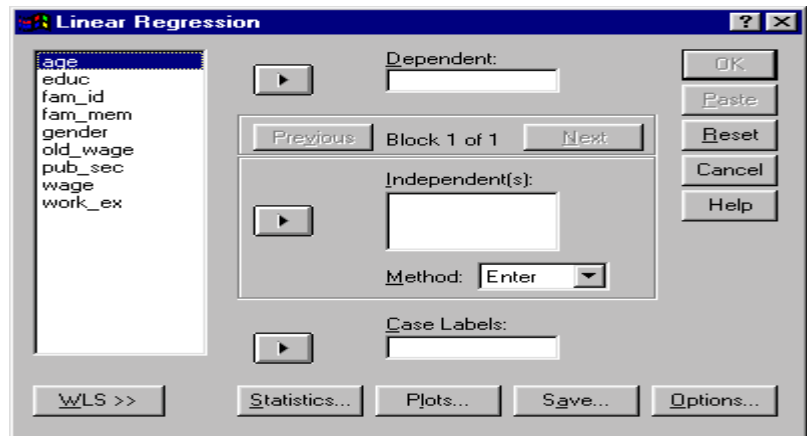 Linear Regression
age
educ
fam_id
fam_mem
gender
old_wage
pub_sec
wage
work_ex
Dependent:
Previous Block 1 of 1 Next
Independent(s):
Method: Enter
Case Labels:
OK
Paste
Reset
Cancel
Help
WLS >> Statistics... Plots... Save... Options...